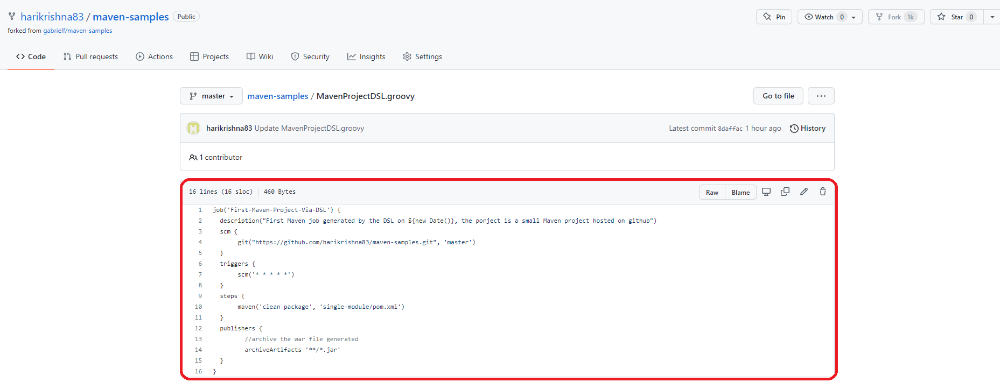 harikrishna83 / maven-samples Public
Pin Watch 0 Fork 1k Star 0
forked from gabrielf/maven-samples
Code Pull requests Actions Projects Wiki Security Insights Settings
master maven-samples / MavenProjectDSL.groovy Go to file ...
harikrishna83 Update MavenProjectDSL.groovy Latest commit 8daffac 1 hour ago History
1 contributor
16 lines (16 sloc) 460 Bytes Raw Blame
1 job('First-Maven-Project-Via-DSL') {
2 description("First Maven job generated by the DSL on ${new Date()}, the porject is a small Maven project hosted on github")
3 scm {
4 git("https://github.com/harikrishna83/maven-samples.git", 'master')
5 }
6 triggers {
7 scm('* * * * *')
8 }
9 steps {
10 maven('clean package', 'single-module/pom.xml')
11 }
12 publishers {
13 //archive the war file generated
14 archiveArtifacts '**/*.jar'
15 }
16 }